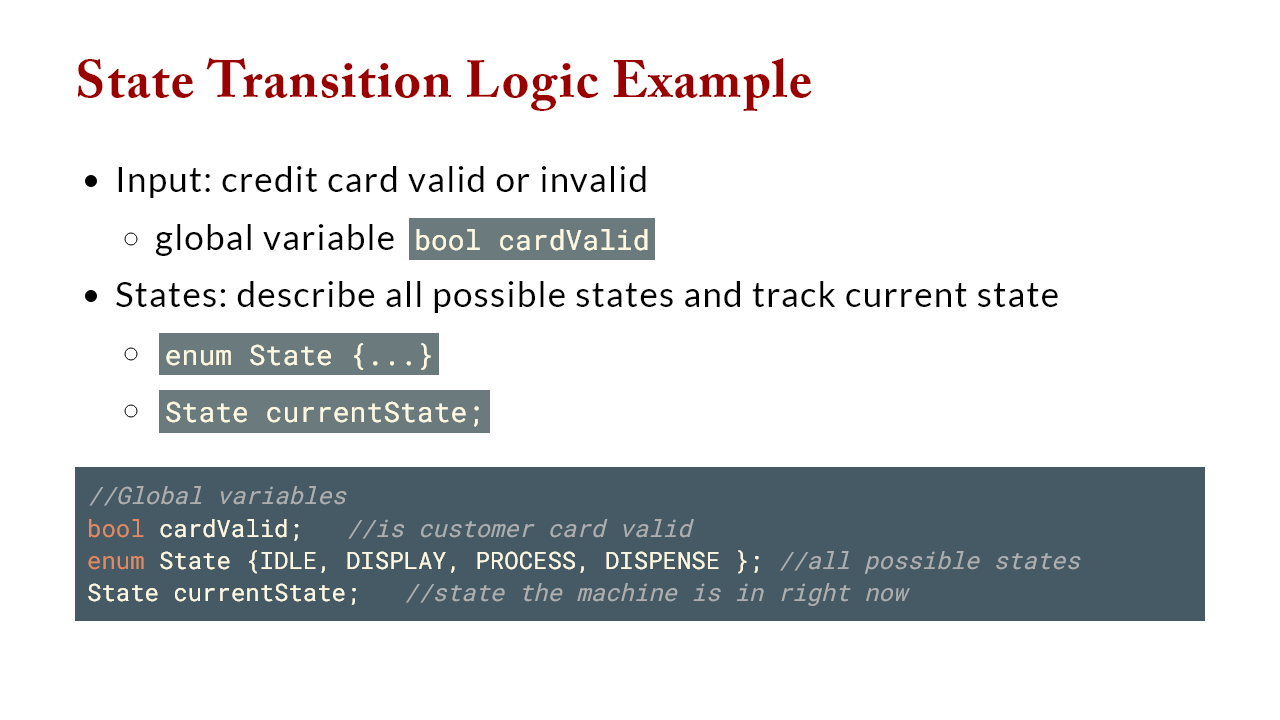 State Transition Logic Example
• Input: credit card valid or invalid
○ global variable bool cardValid
• States: describe all possible states and track current state
○ enum State {...}
○ State currentState;
//Global variables
bool cardValid;   //is customer card valid
enum State {IDLE, DISPLAY, PROCESS, DISPENSE }; //all possible states
State currentState;   //state the machine is in right now